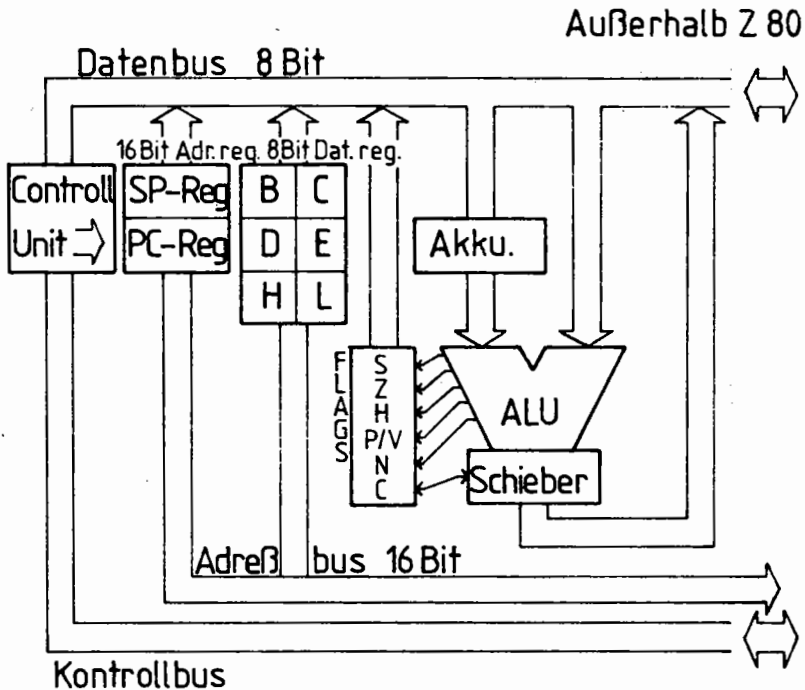 Außerhalb Z 80
Datenbus 8 Bit
16 Bit Adr. reg. 8 Bit Dat. reg.
Controll
Unit
SP-Reg
PC-Reg
B C
D E
H L
Akku.
FLAGS
S
Z
H
P/V
N
C
ALU
Schieber
Adreß bus 16 Bit
Kontrollbus